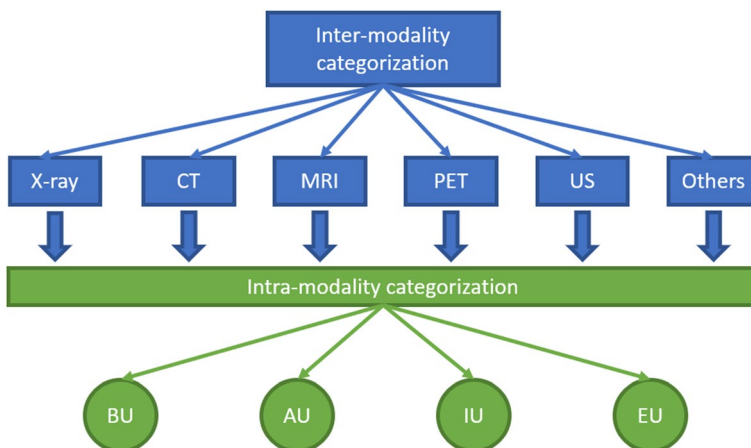 Inter-modality
categorization
X-ray
CT
MRI
PET
US
Others
Intra-modality categorization
BU
AU
IU
EU